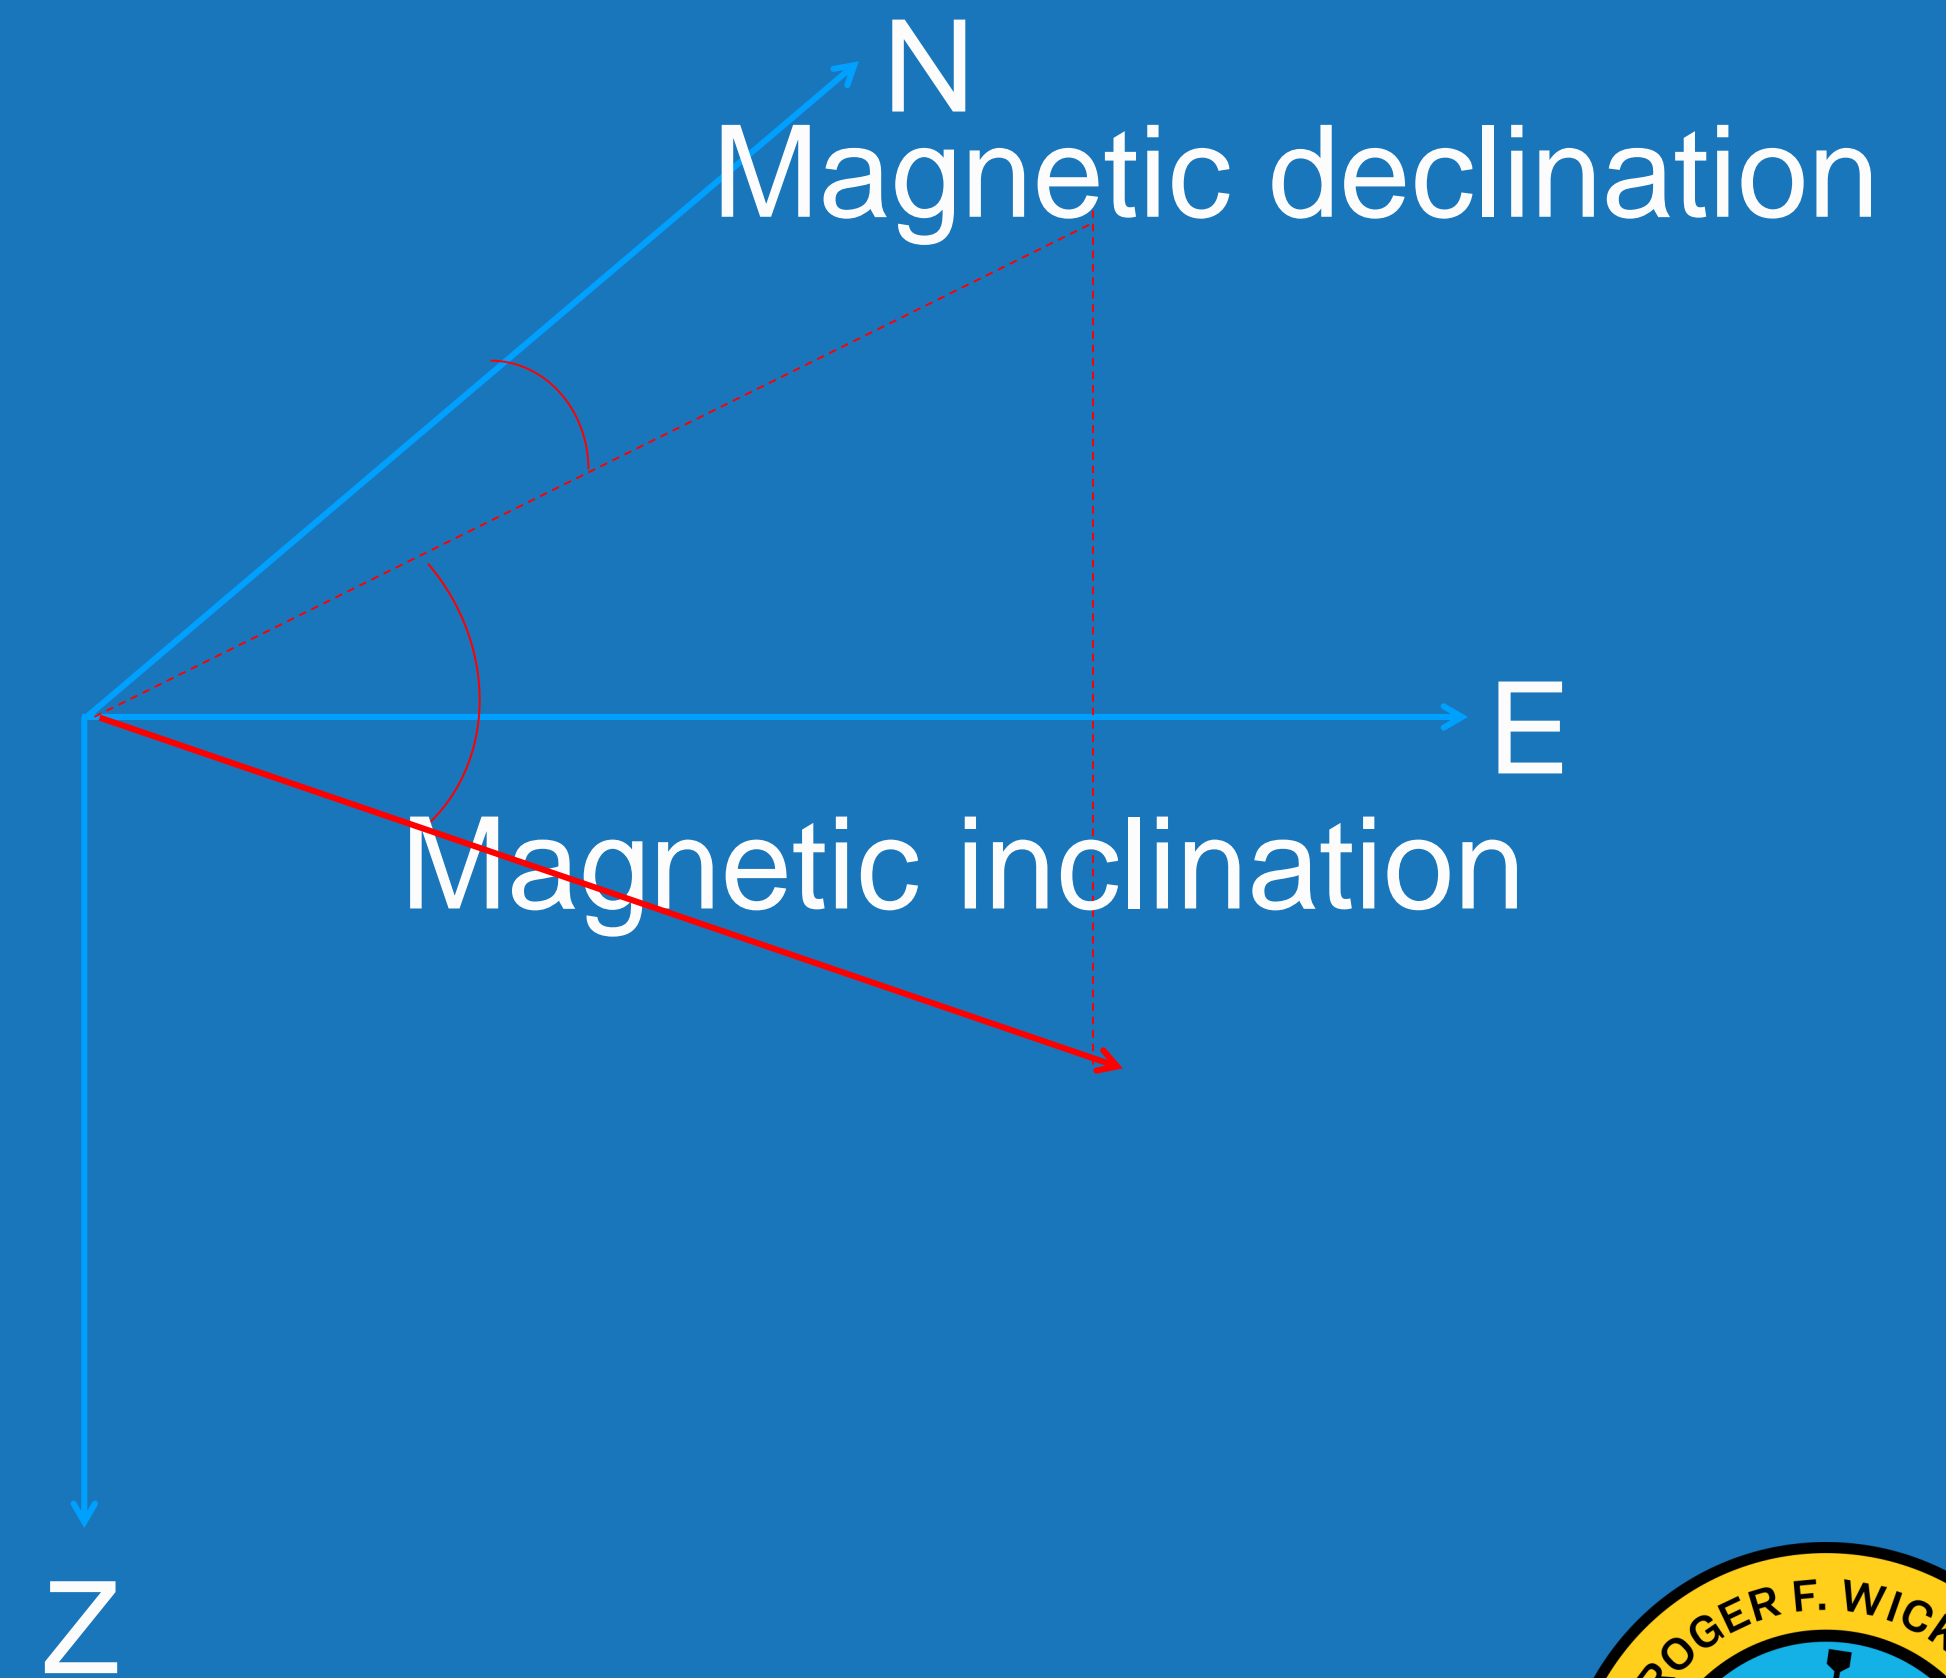 N
Magnetic declination
E
Magnetic inclination
Z
ROGER F. WICK